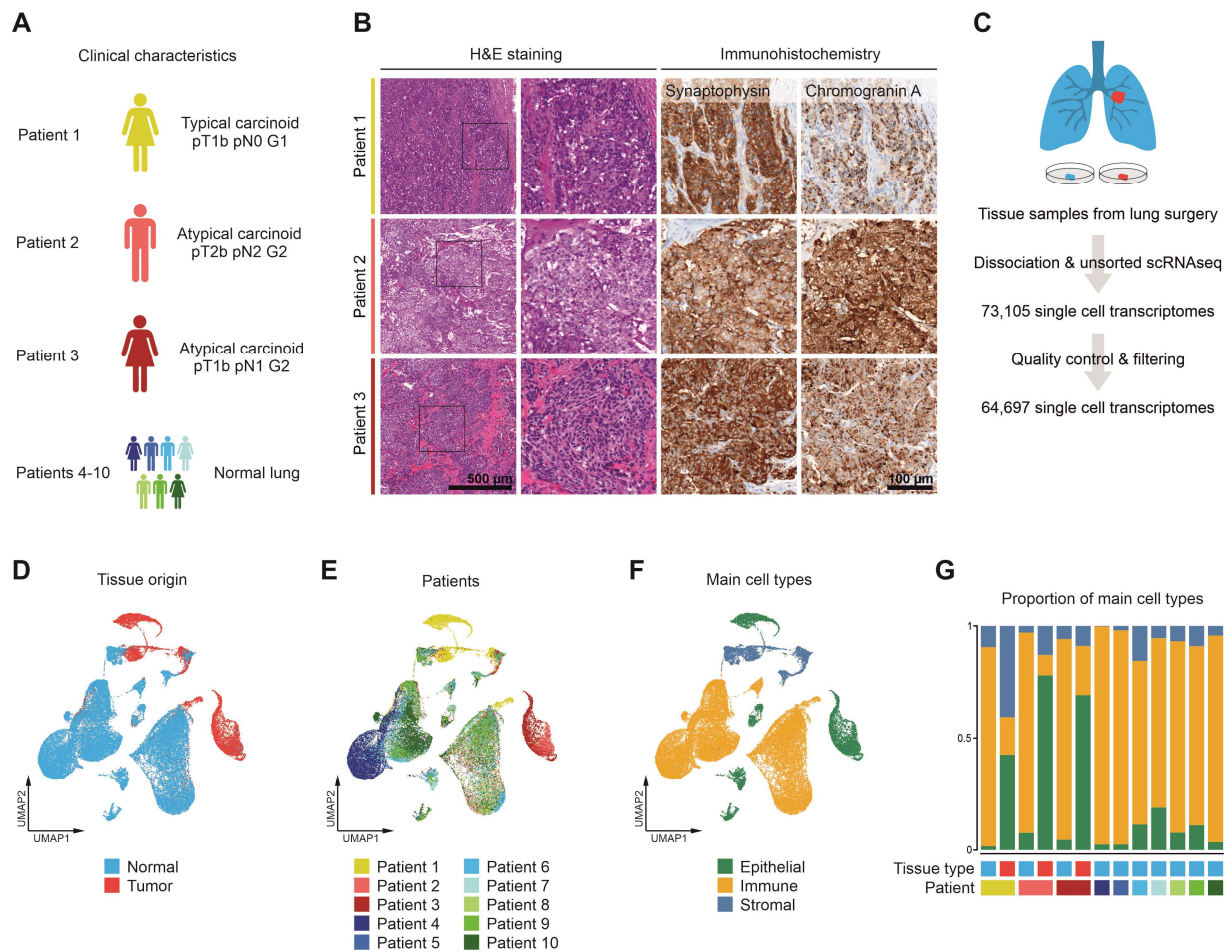 A
Clinical characteristics
Patient 1
Typical carcinoid
pT1b pN0 G1
Patient 2
Atypical carcinoid
pT2b pN2 G2
Patient 3
Atypical carcinoid
pT1b pN1 G2
Patients 4-10
Normal lung
B
H&E staining
Immunohistochemistry
Synaptophysin
Chromogranin A
Patient 1
Patient 2
Patient 3
500 µm
100 µm
C
Tissue samples from lung surgery
Dissociation & unsorted scRNAseq
73,105 single cell transcriptomes
Quality control & filtering
64,697 single cell transcriptomes
D
Tissue origin
UMAP2
UMAP1
Normal
Tumor
E
Patients
UMAP2
UMAP1
Patient 1
Patient 2
Patient 3
Patient 4
Patient 5
Patient 6
Patient 7
Patient 8
Patient 9
Patient 10
F
Main cell types
UMAP2
UMAP1
Epithelial
Immune
Stromal
G
Proportion of main cell types
1
0.5
0
Tissue type
Patient